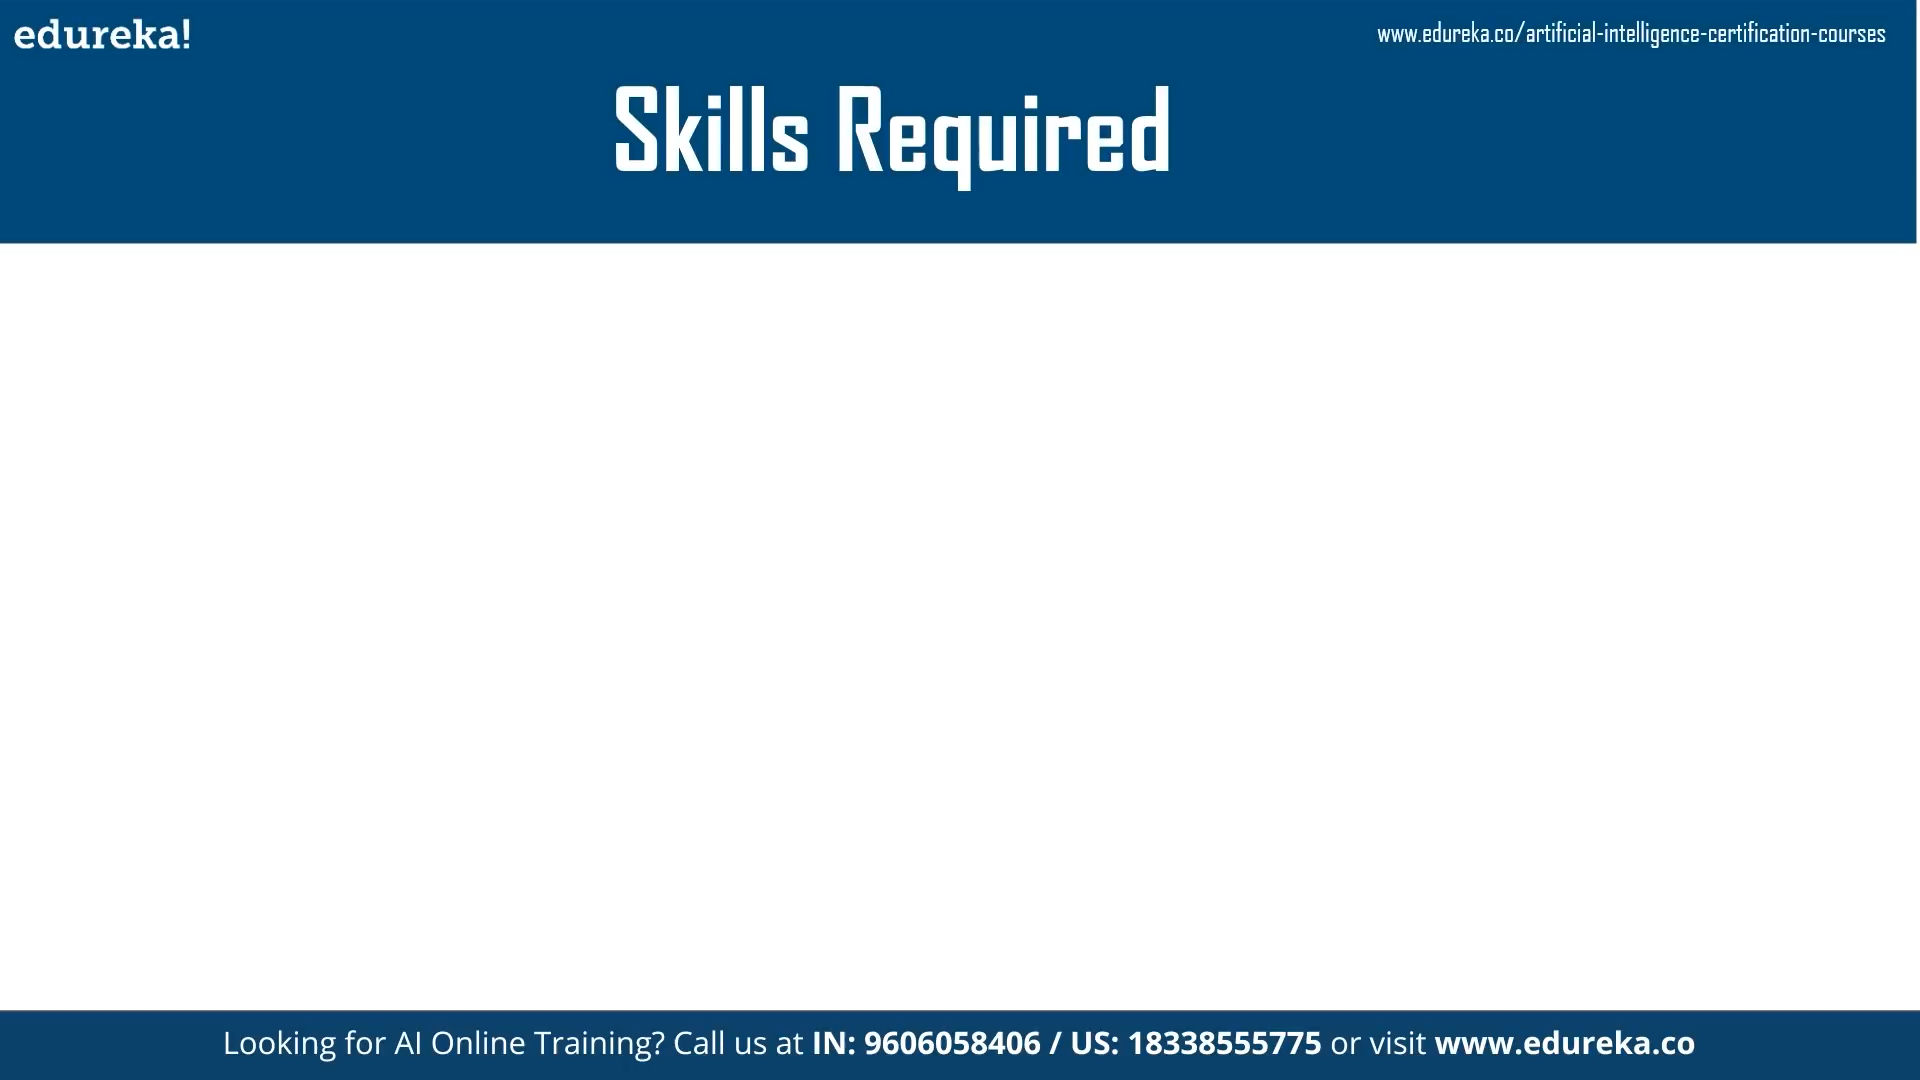 edureka!
www.edureka.co/artificial-intelligence-certification-courses
Skills Required
Looking for AI Online Training? Call us at IN: 9606058406 / US: 18338555775 or visit www.edureka.co